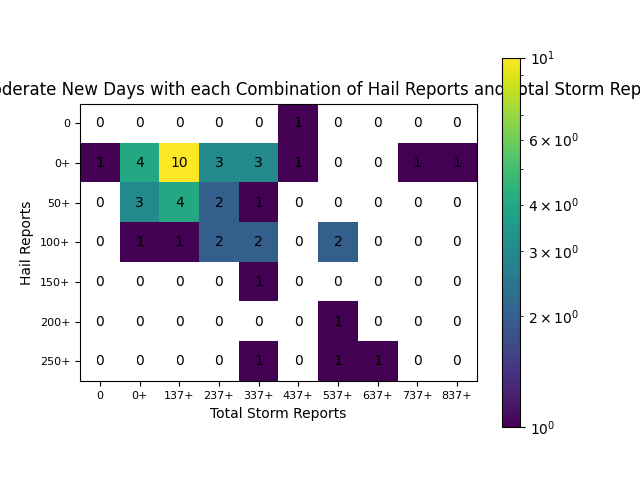 Moderate New Days with each Combination of Hail Reports and Total Storm Rep
Hail Reports
0 0 0 0 0 0 1 0 0 0 0
0+ 1 4 10 3 3 1 0 0 1 1
50+ 0 3 4 2 1 0 0 0 0 0
100+ 0 1 1 2 2 0 2 0 0 0
150+ 0 0 0 0 1 0 0 0 0 0
200+ 0 0 0 0 0 0 1 0 0 0
250+ 0 0 0 0 1 0 1 1 0 0
0 0+ 137+ 237+ 337+ 437+ 537+ 637+ 737+ 837+
Total Storm Reports
10¹
6 × 10⁰
4 × 10⁰
3 × 10⁰
2 × 10⁰
10⁰